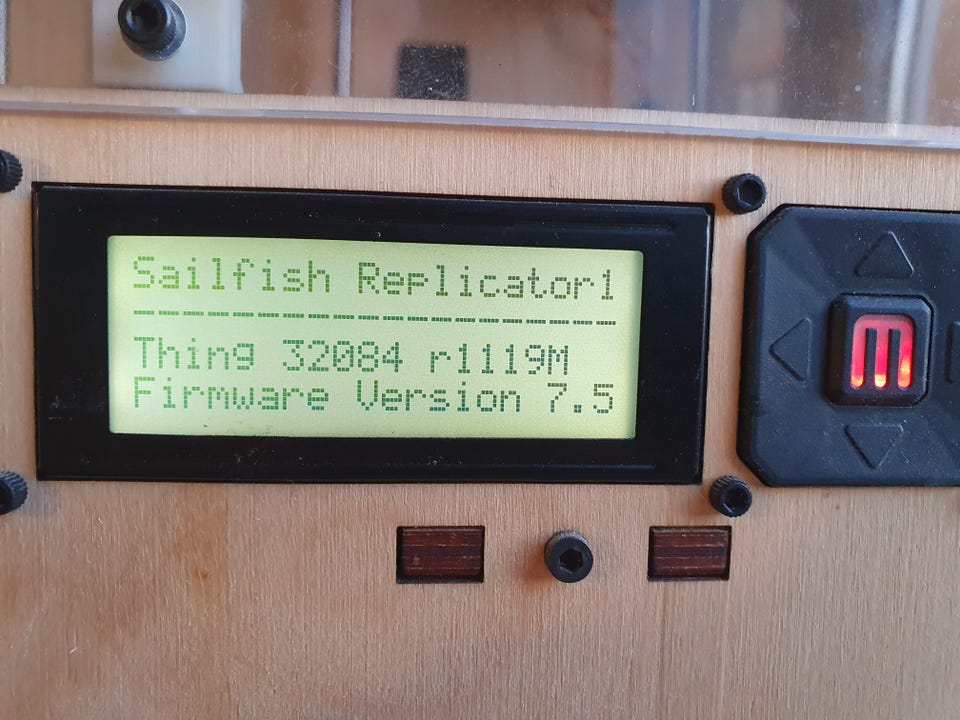 Sailfish Replicator1
--------------------
Thing 32084 r1119M
Firmware Version 7.5